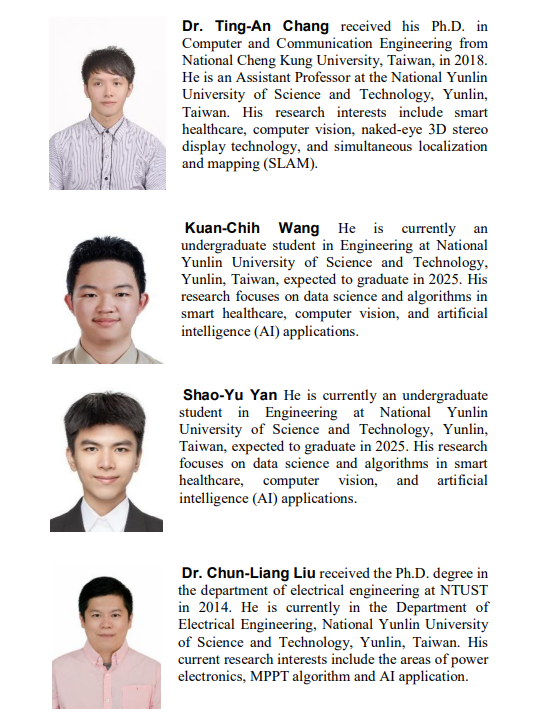 Dr. Ting-An Chang received his Ph.D. in
Computer and Communication Engineering from
National Cheng Kung University, Taiwan, in 2018.
He is an Assistant Professor at the National Yunlin
University of Science and Technology, Yunlin,
Taiwan. His research interests include smart
healthcare, computer vision, naked-eye 3D stereo
display technology, and simultaneous localization
and mapping (SLAM).
Kuan-Chih Wang He is currently an
undergraduate student in Engineering at National
Yunlin University of Science and Technology,
Yunlin, Taiwan, expected to graduate in 2025. His
research focuses on data science and algorithms in
smart healthcare, computer vision, and artificial
intelligence (AI) applications.
Shao-Yu Yan He is currently an undergraduate
student in Engineering at National Yunlin
University of Science and Technology, Yunlin,
Taiwan, expected to graduate in 2025. His research
focuses on data science and algorithms in smart
healthcare, computer vision, and artificial
intelligence (AI) applications.
Dr. Chun-Liang Liu received the Ph.D. degree in
the department of electrical engineering at NTUST
in 2014. He is currently in the Department of
Electrical Engineering, National Yunlin University
of Science and Technology, Yunlin, Taiwan. His
current research interests include the areas of power
electronics, MPPT algorithm and AI application.